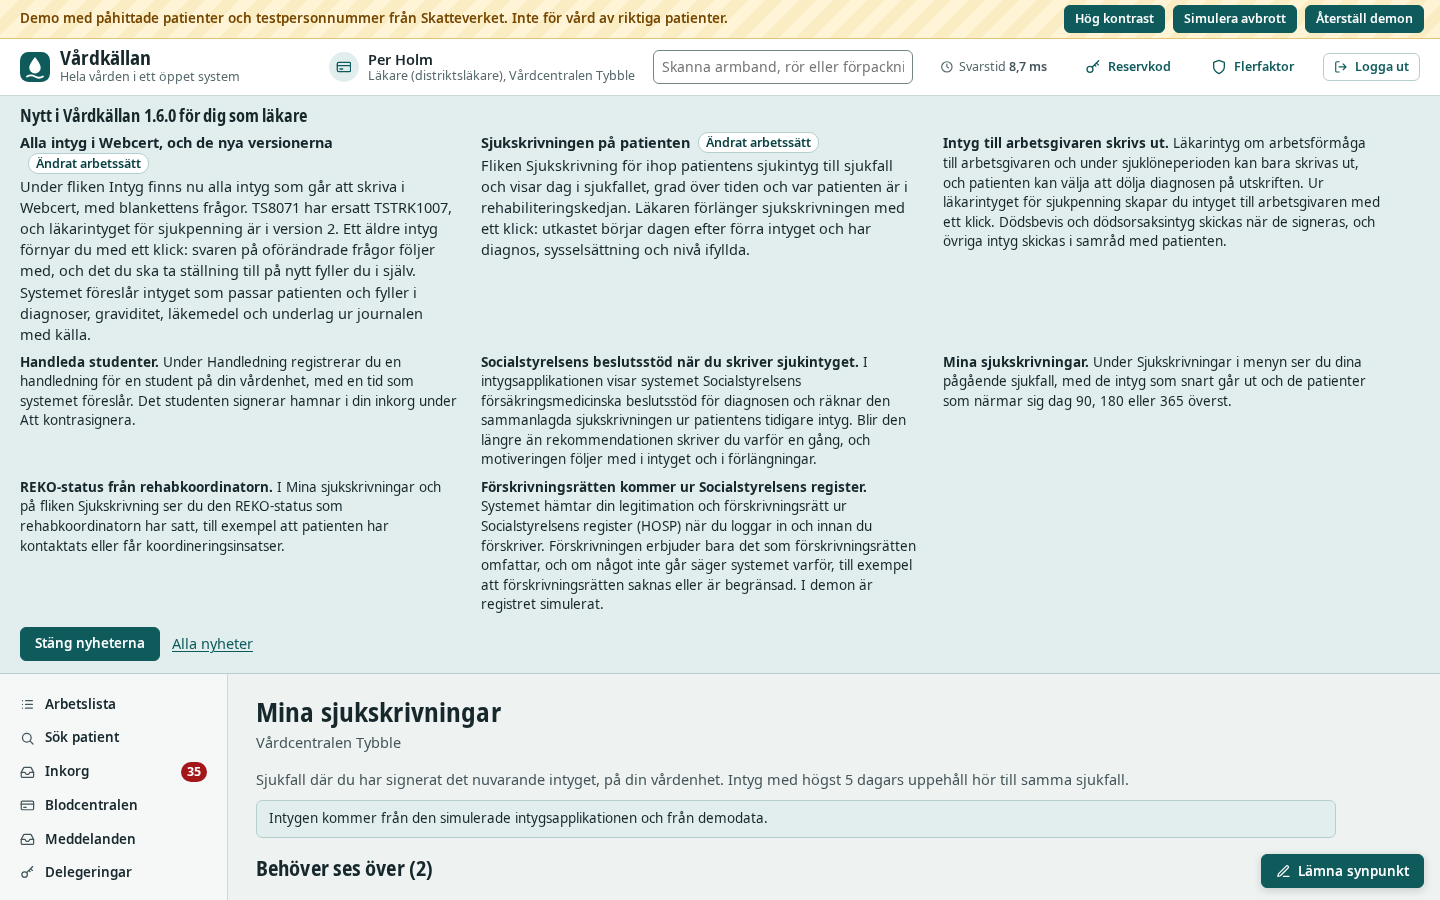 Demo med påhittade patienter och testpersonnummer från Skatteverket. Inte för vård av riktiga patienter.
Hög kontrast
Simulera avbrott
Återställ demon
Vårdkällan
Hela vården i ett öppet system
Per Holm
Läkare (distriktsläkare), Vårdcentralen Tybble
Skanna armband, rör eller förpackni
Svarstid 8,7 ms
Reservkod
Flerfaktor
Logga ut
Nytt i Vårdkällan 1.6.0 för dig som läkare
Alla intyg i Webcert, och de nya versionerna
Ändrat arbetssätt
Under fliken Intyg finns nu alla intyg som går att skriva i
Webcert, med blankettens frågor. TS8071 har ersatt TSTRK1007,
och läkarintyget för sjukpenning är i version 2. Ett äldre intyg
förnyar du med ett klick: svaren på oförändrade frågor följer
med, och det du ska ta ställning till på nytt fyller du i själv.
Systemet föreslår intyget som passar patienten och fyller i
diagnoser, graviditet, läkemedel och underlag ur journalen
med källa.
Sjukskrivningen på patienten Ändrat arbetssätt
Fliken Sjukskrivning för ihop patientens sjukintyg till sjukfall
och visar dag i sjukfallet, grad över tiden och var patienten är i
rehabiliteringskedjan. Läkaren förlänger sjukskrivningen med
ett klick: utkastet börjar dagen efter förra intyget och har
diagnos, sysselsättning och nivå ifyllda.
Intyg till arbetsgivaren skrivs ut. Läkarintyg om arbetsförmåga
till arbetsgivaren och under sjuklöneperioden kan bara skrivas ut,
och patienten kan välja att dölja diagnosen på utskriften. Ur
läkarintyget för sjukpenning skapar du intyget till arbetsgivaren med
ett klick. Dödsbevis och dödsorsaksintyg skickas när de signeras, och
övriga intyg skickas i samråd med patienten.
Handleda studenter. Under Handledning registrerar du en
handledning för en student på din vårdenhet, med en tid som
systemet föreslår. Det studenten signerar hamnar i din inkorg under
Att kontrasignera.
Socialstyrelsens beslutsstöd när du skriver sjukintyget. I
intygsapplikationen visar systemet Socialstyrelsens
försäkringsmedicinska beslutsstöd för diagnosen och räknar den
sammanlagda sjukskrivningen ur patientens tidigare intyg. Blir den
längre än rekommendationen skriver du varför en gång, och
motiveringen följer med i intyget och i förlängningar.
Mina sjukskrivningar. Under Sjukskrivningar i menyn ser du dina
pågående sjukfall, med de intyg som snart går ut och de patienter
som närmar sig dag 90, 180 eller 365 överst.
REKO-status från rehabkoordinatorn. I Mina sjukskrivningar och
på fliken Sjukskrivning ser du den REKO-status som
rehabkoordinatorn har satt, till exempel att patienten har
kontaktats eller får koordineringsinsatser.
Förskrivningsrätten kommer ur Socialstyrelsens register.
Systemet hämtar din legitimation och förskrivningsrätt ur
Socialstyrelsens register (HOSP) när du loggar in och innan du
förskriver. Förskrivningen erbjuder bara det som förskrivningsrätten
omfattar, och om något inte går säger systemet varför, till exempel
att förskrivningsrätten saknas eller är begränsad. I demon är
registret simulerat.
Stäng nyheterna
Alla nyheter
Arbetslista
Sök patient
Inkorg 35
Blodcentralen
Meddelanden
Delegeringar
Mina sjukskrivningar
Vårdcentralen Tybble
Sjukfall där du har signerat det nuvarande intyget, på din vårdenhet. Intyg med högst 5 dagars uppehåll hör till samma sjukfall.
Intygen kommer från den simulerade intygsapplikationen och från demodata.
Behöver ses över (2)
Lämna synpunkt